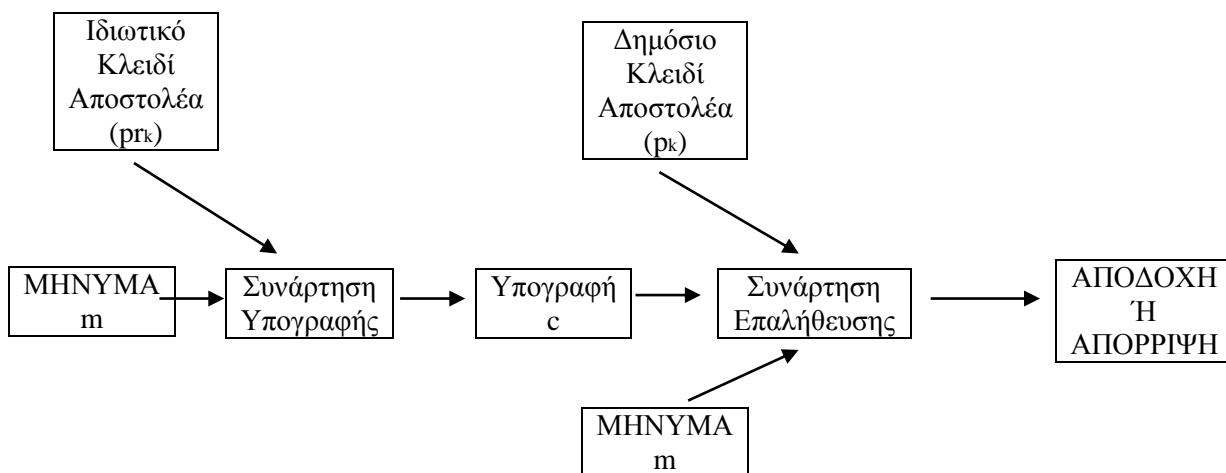 Ιδιωτικό
Κλειδί
Αποστολέα
(prk)
Δημόσιο
Κλειδί
Αποστολέα
(pk)
ΜΗΝΥΜΑ
m
Συνάρτηση
Υπογραφής
Υπογραφή
c
Συνάρτηση
Επαλήθευσης
ΑΠΟΔΟΧΗ
Ή
ΑΠΟΡΡΙΨΗ
ΜΗΝΥΜΑ
m